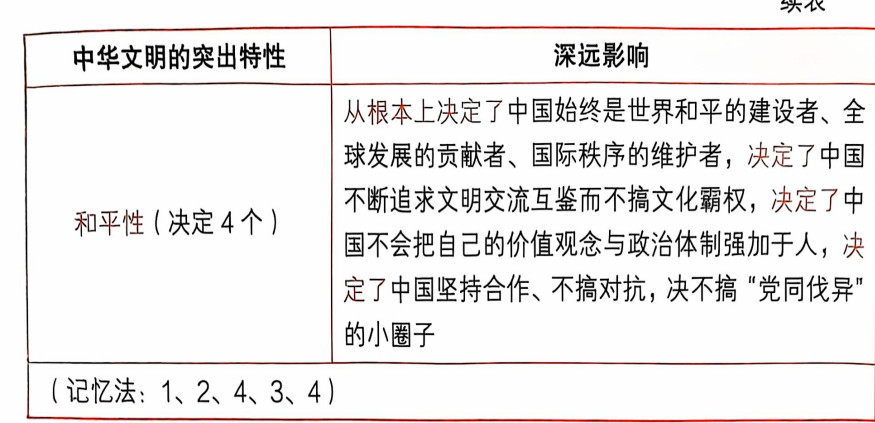 续表
中华文明的突出特性
深远影响
和平性（决定4个）
从根本上决定了中国始终是世界和平的建设者、全
球发展的贡献者、国际秩序的维护者，决定了中国
不断追求文明交流互鉴而不搞文化霸权，决定了中
国不会把自己的价值观念与政治体制强加于人，决
定了中国坚持合作、不搞对抗，决不搞“党同伐异”
的小圈子
（记忆法：1、2、4、3、4）